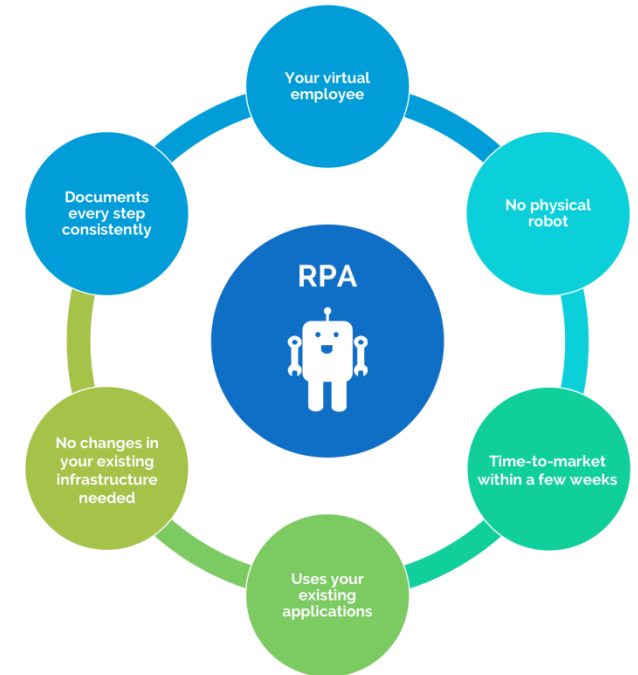 Your virtual
employee
No physical
robot
Time-to-market
within a few weeks
Uses your
existing
applications
No changes in
your existing
infrastructure
needed
Documents
every step
consistently
RPA